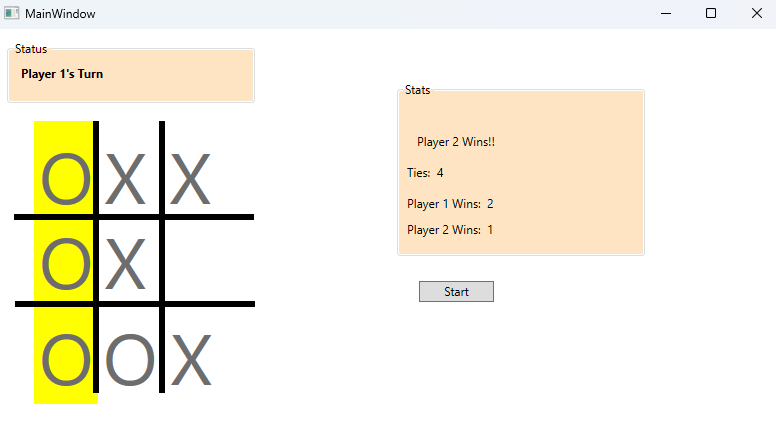 MainWindow
Status
Player 1's Turn
O X X
O X
O O X
Stats
Player 2 Wins!!
Ties: 4
Player 1 Wins: 2
Player 2 Wins: 1
Start